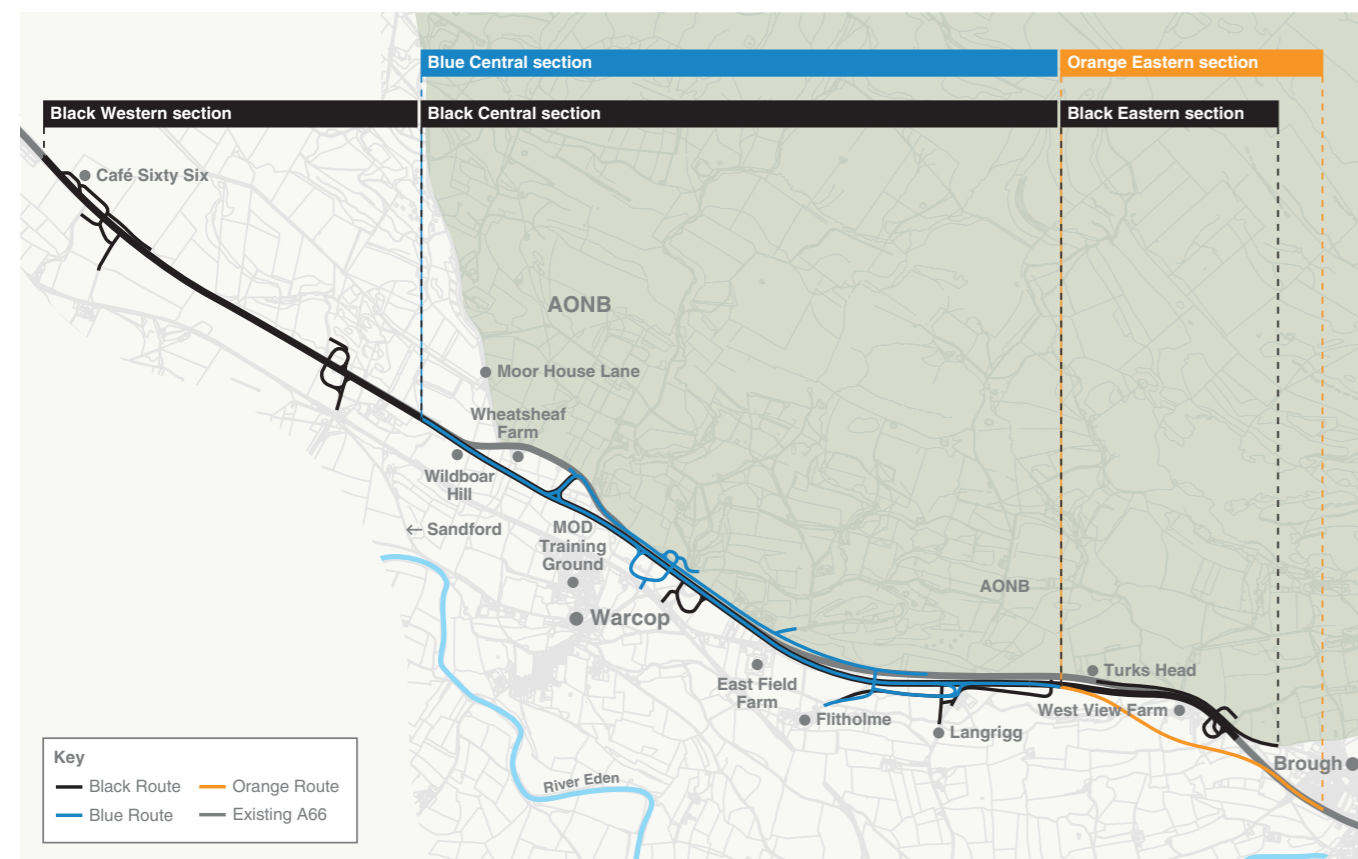 Blue Central section
Orange Eastern section
Black Western section
Black Central section
Black Eastern section
Café Sixty Six
AONB
Moor House Lane
Wheatsheaf
Farm
Wildboar
Hill
← Sandford
MOD
Training
Ground
Warcop
AONB
East Field
Farm
Flitholme
Langrigg
Turks Head
West View Farm
Brough
River Eden
Key
Black Route
Orange Route
Blue Route
Existing A66